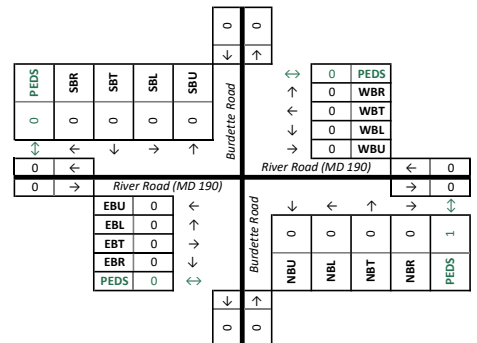 0 0
↓ ↑
PEDS SBR SBT SBL SBU
0 0 0 0 0
↕ ← ↓ → ↑
Burdette Road
↔ 0 PEDS
↑ 0 WBR
← 0 WBT
↓ 0 WBL
→ 0 WBU
0 ←
River Road (MD 190) ← 0
0 → River Road (MD 190)
→ 0
EBU 0 ←
EBL 0 ↑
EBT 0 →
EBR 0 ↓
PEDS 0 ↔
Burdette Road
↓ ← ↑ → ↕
0 0 0 0 1
NBU NBL NBT NBR PEDS
↓ ↑
0 0